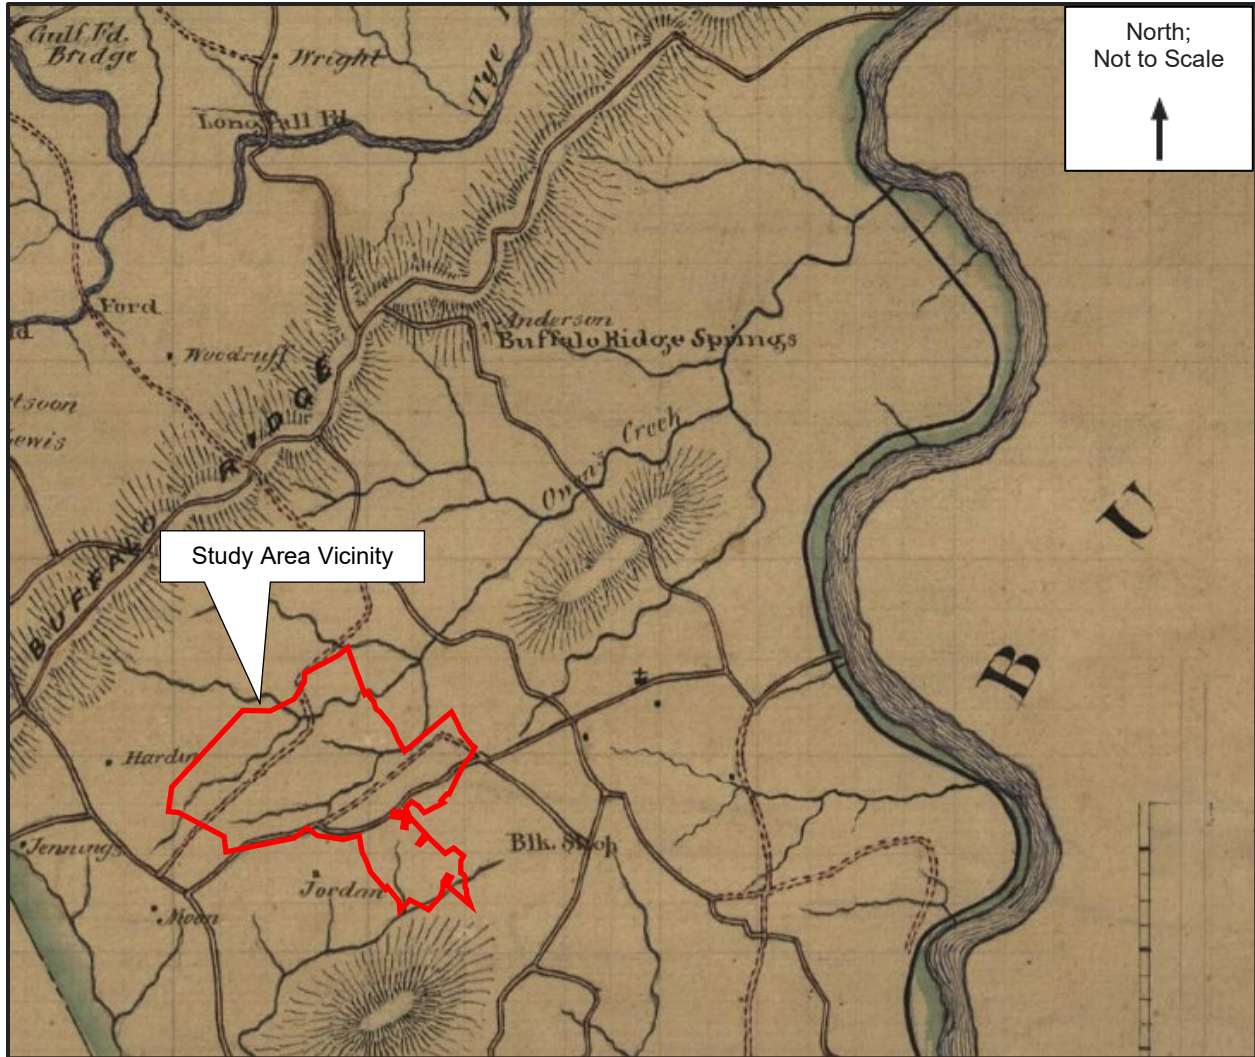 Gulf Fd.
Bridge
Wright
Tye
North;
Not to Scale
Long Fall Fd.
Ford
Anderson
Buffalo Ridge Springs
Woodruff
BUFFALO RIDGE
Owen's Creek
Study Area Vicinity
B U
Hardin
Jennings
Blk. Shop
Jordan
Moon